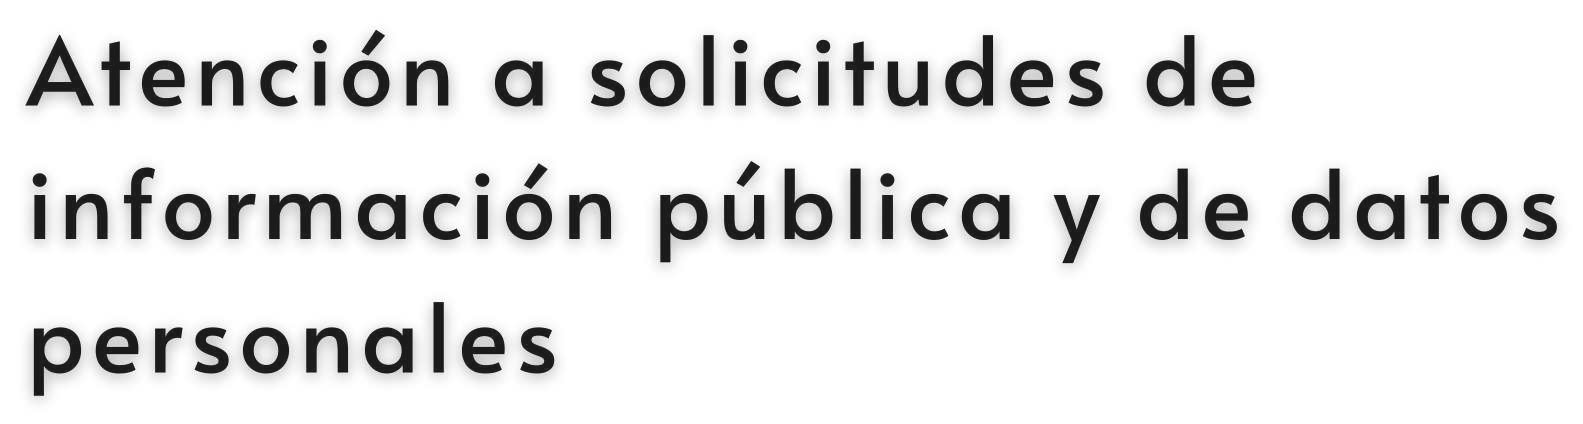 Atención a solicitudes de
información pública y de datos
personales